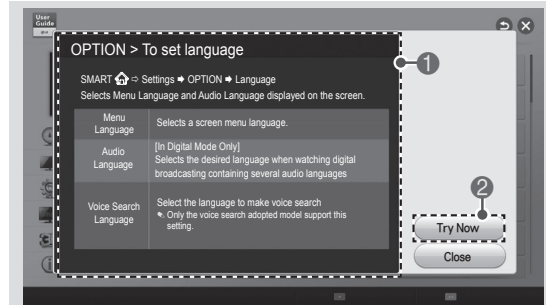 User
Guide
OPTION > To set language
SMART ⇨ Settings ➡ OPTION ➡ Language
Selects Menu Language and Audio Language displayed on the screen.
Menu
Language
Selects a screen menu language.
Audio
Language
[In Digital Mode Only]
Selects the desired language when watching digital
broadcasting containing several audio languages
Voice Search
Language
Select the language to make voice search
Only the voice search adopted model support this
setting.
1
2
Try Now
Close